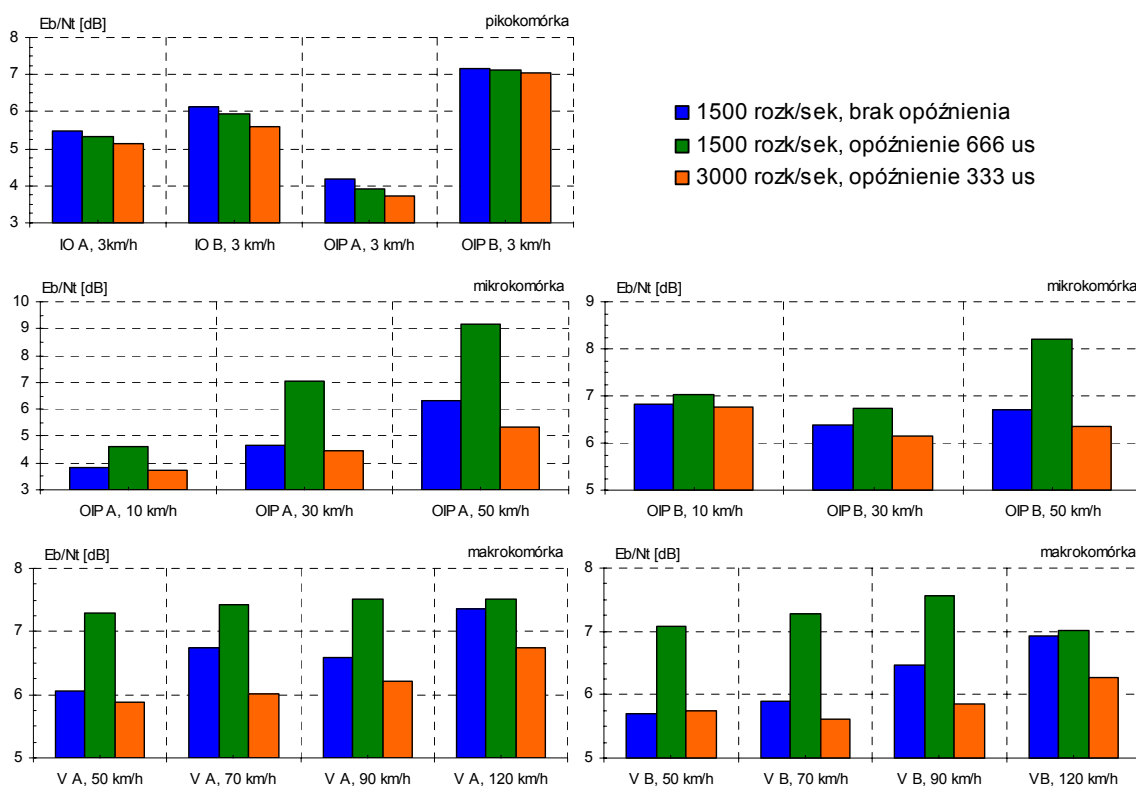 Eb/Nt [dB] pikokomórka
8
7
6
5
4
3
IO A, 3km/h IO B, 3 km/h OIP A, 3 km/h OIP B, 3 km/h
1500 rozk/sek, brak opóźnienia
1500 rozk/sek, opóźnienie 666 us
3000 rozk/sek, opóźnienie 333 us
Eb/Nt [dB] mikrokomórka
10
9
8
7
6
5
4
3
OIP A, 10 km/h OIP A, 30 km/h OIP A, 50 km/h
Eb/Nt [dB] mikrokomórka
9
8
7
6
5
OIP B, 10 km/h OIP B, 30 km/h OIP B, 50 km/h
Eb/Nt [dB] makrokomórka
8
7
6
5
V A, 50 km/h V A, 70 km/h V A, 90 km/h V A, 120 km/h
Eb/Nt [dB] makrokomórka
8
7
6
5
V B, 50 km/h V B, 70 km/h V B, 90 km/h VB, 120 km/h